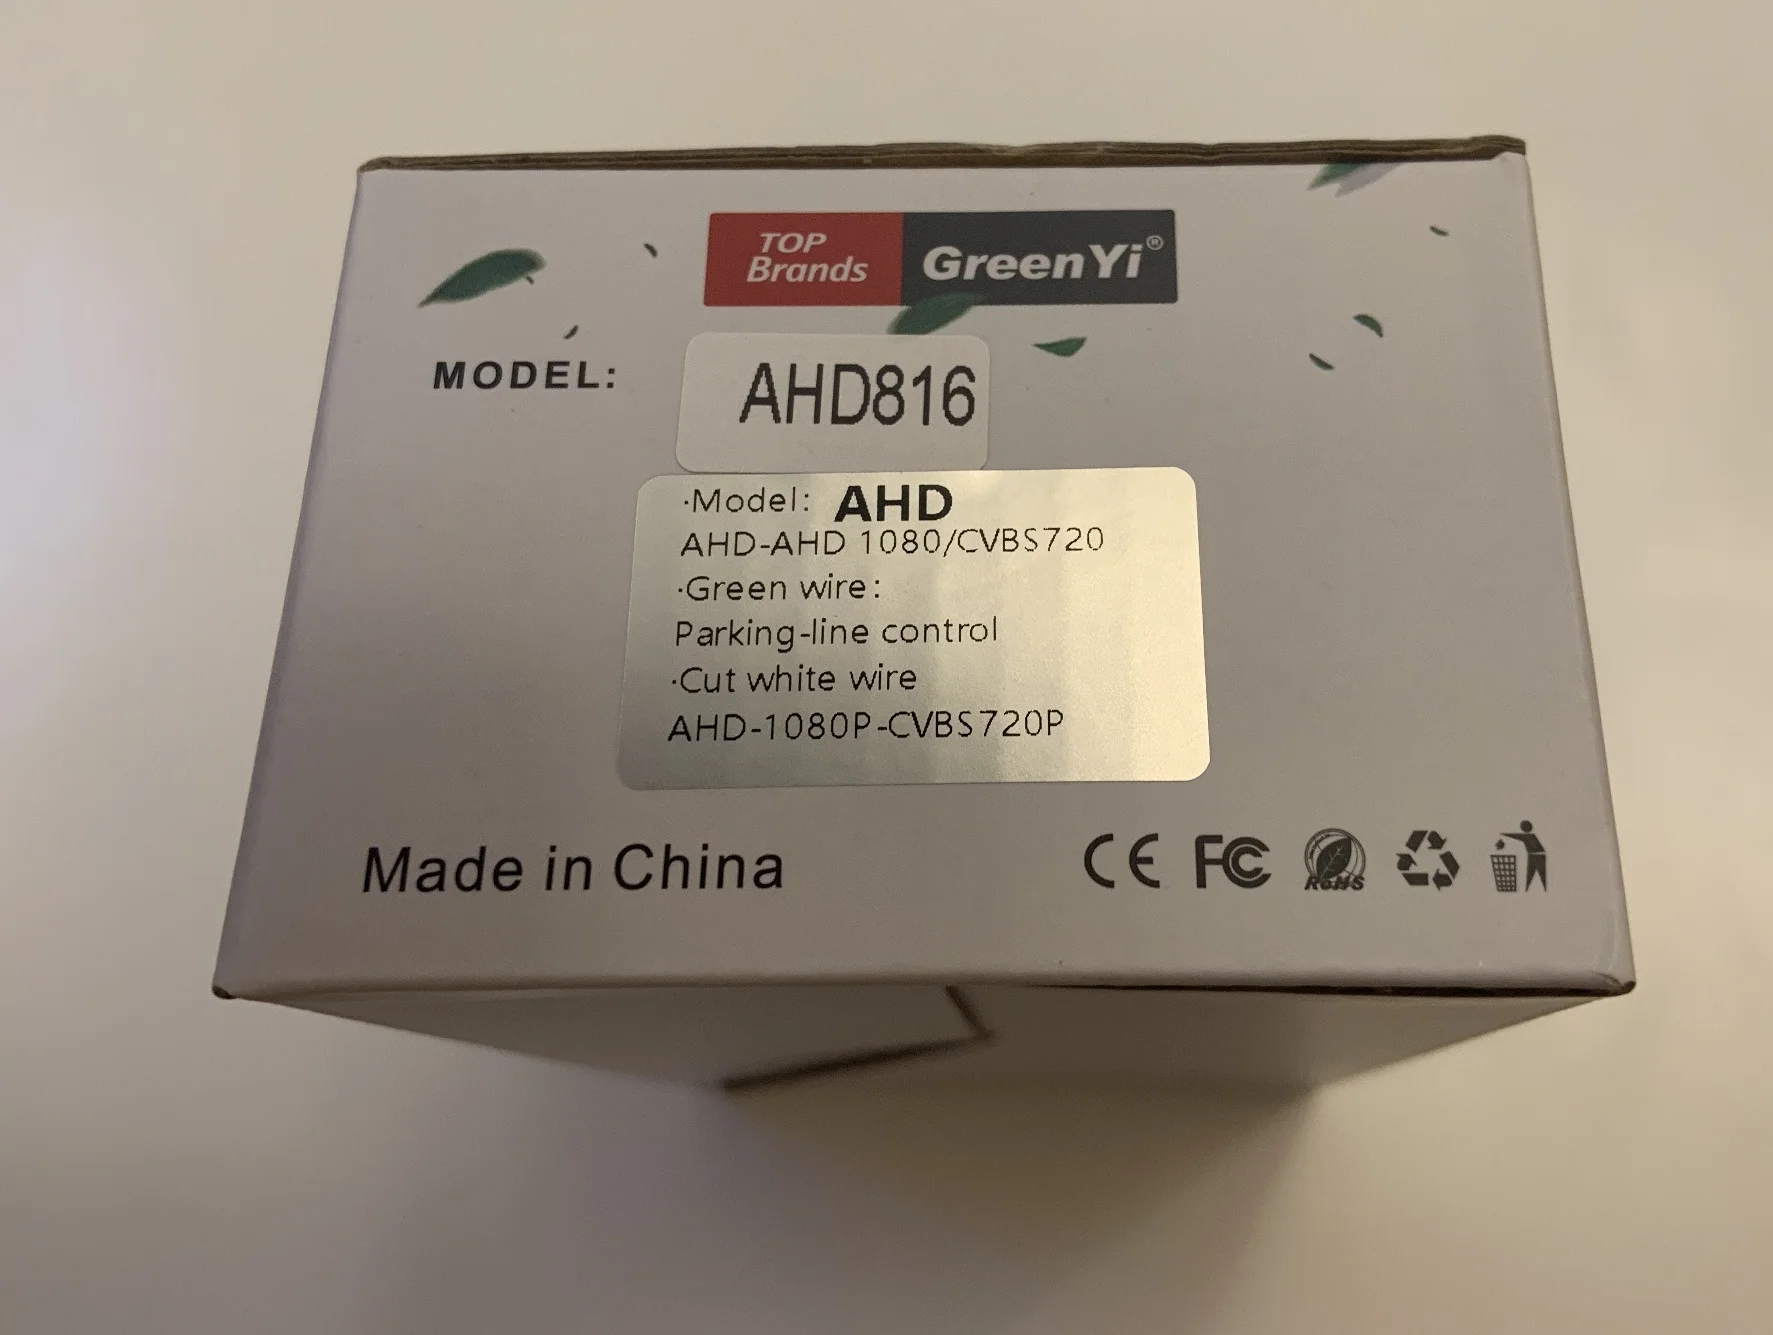 TOP
Brands
GreenYi®
MODEL:
AHD816
·Model: AHD
AHD-AHD 1080/CVBS720
·Green wire:
Parking-line control
·Cut white wire
AHD-1080P-CVBS720P
Made in China
CE FC RoHS